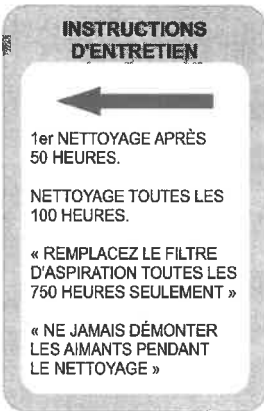 INSTRUCTIONS
D'ENTRETIEN
1er NETTOYAGE APRÈS
50 HEURES.
NETTOYAGE TOUTES LES
100 HEURES.
« REMPLACEZ LE FILTRE
D'ASPIRATION TOUTES LES
750 HEURES SEULEMENT »
« NE JAMAIS DÉMONTER
LES AIMANTS PENDANT
LE NETTOYAGE »